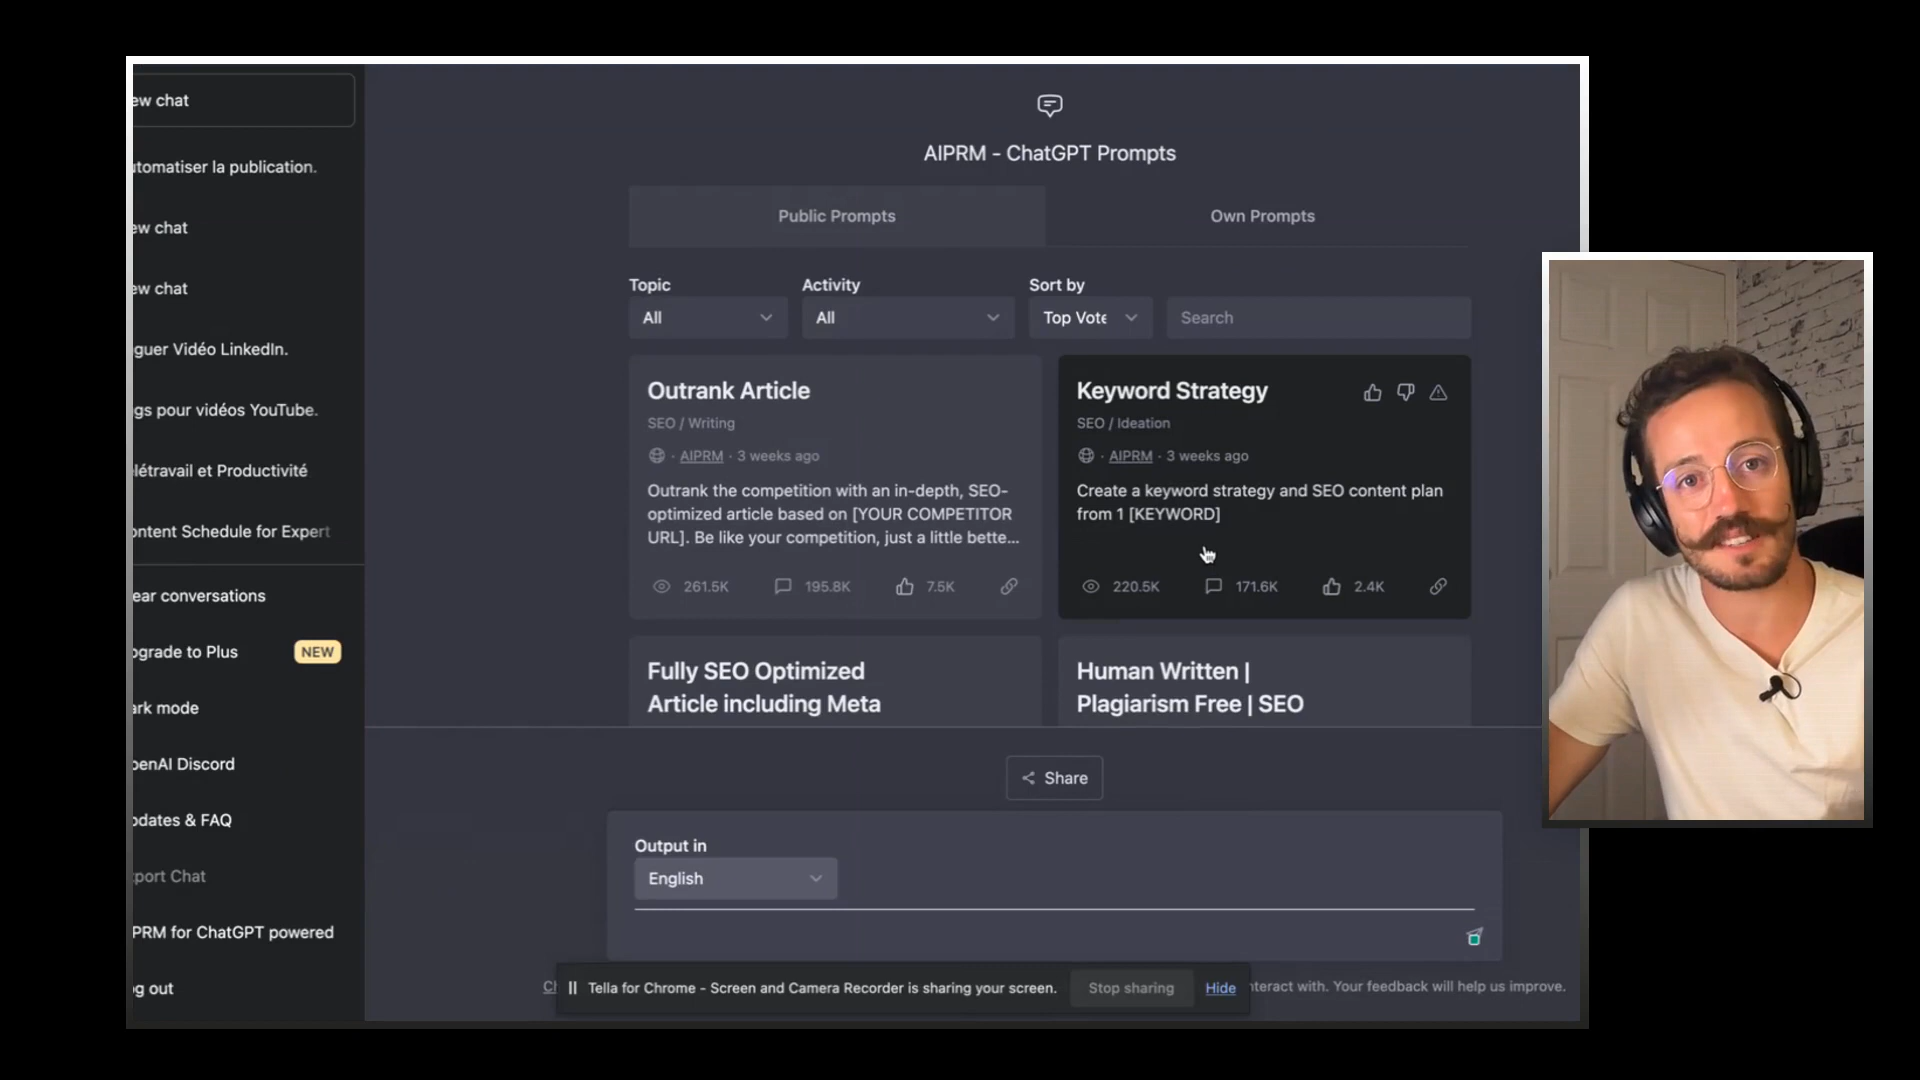 ew chat
utomatiser la publication.
ew chat
ew chat
guer Vidéo LinkedIn.
gs pour vidéos YouTube.
létravail et Productivité
ontent Schedule for Expert
ear conversations
pgrade to Plus
NEW
ark mode
penAI Discord
pdates & FAQ
port Chat
PRM for ChatGPT powered
g out
AIPRM - ChatGPT Prompts
Public Prompts
Own Prompts
Topic
Activity
Sort by
All
All
Top Vote
Search
Outrank Article
SEO / Writing
· AIPRM · 3 weeks ago
Outrank the competition with an in-depth, SEO-
optimized article based on [YOUR COMPETITOR
URL]. Be like your competition, just a little bette...
261.5K
195.8K
7.5K
Keyword Strategy
SEO / Ideation
· AIPRM · 3 weeks ago
Create a keyword strategy and SEO content plan
from 1 [KEYWORD]
220.5K
171.6K
2.4K
Fully SEO Optimized
Article including Meta
Human Written |
Plagiarism Free | SEO
Share
Output in
English
Ch
Tella for Chrome - Screen and Camera Recorder is sharing your screen.
Stop sharing
Hide
nteract with. Your feedback will help us improve.